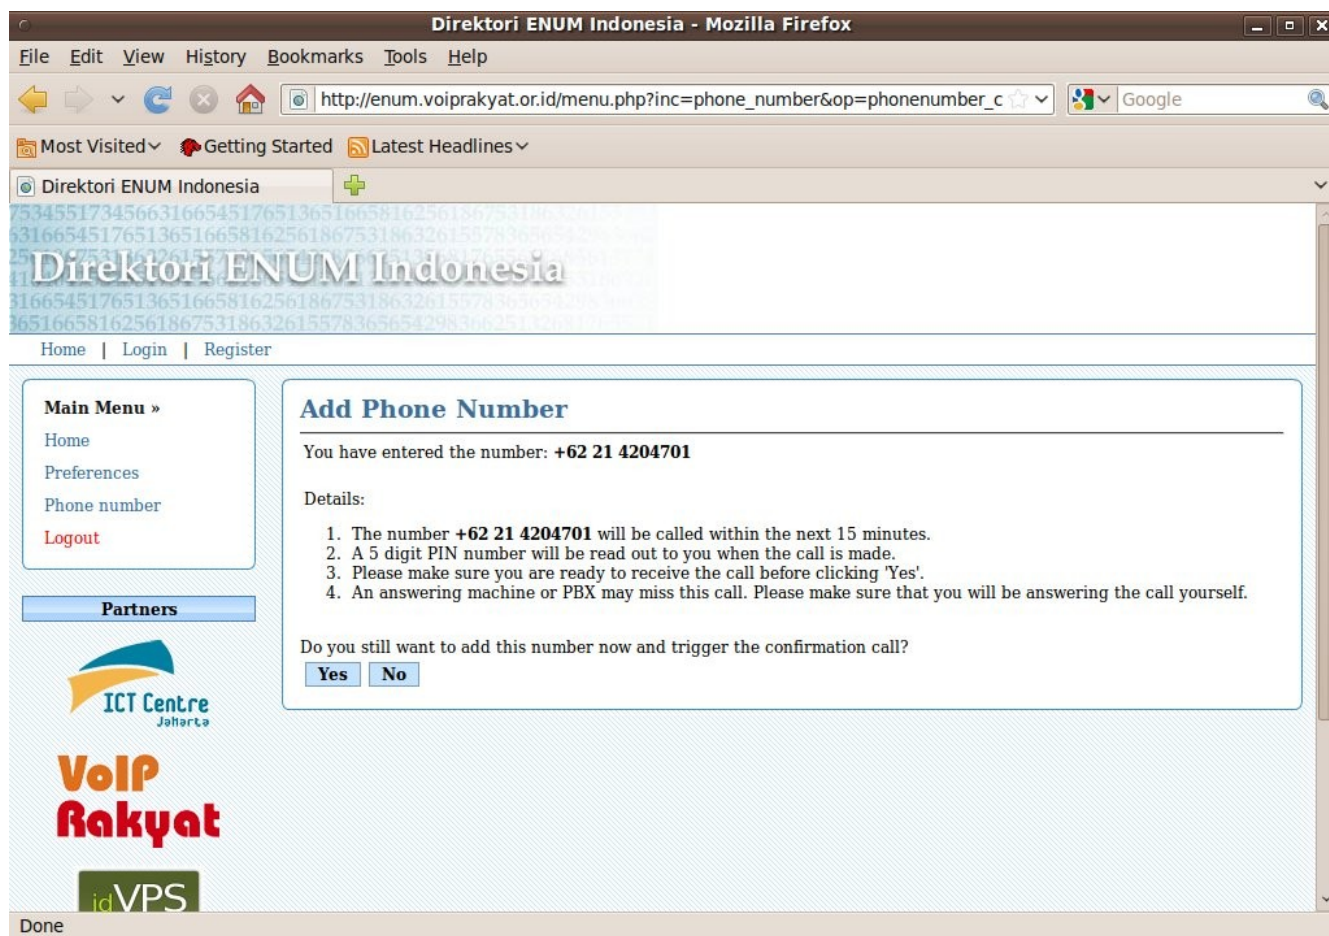 Direktori ENUM Indonesia - Mozilla Firefox
File Edit View History Bookmarks Tools Help
http://enum.voiprakyat.or.id/menu.php?inc=phone_number&op=phonenumber_c Google
Most Visited Getting Started Latest Headlines
Direktori ENUM Indonesia
Direktori ENUM Indonesia
Home | Login | Register
Main Menu »
Home
Preferences
Phone number
Logout
Partners
ICT Centre
Jakarta
VoIP
Rakyat
idVPS
Add Phone Number
You have entered the number: +62 21 4204701
Details:
1. The number +62 21 4204701 will be called within the next 15 minutes.
2. A 5 digit PIN number will be read out to you when the call is made.
3. Please make sure you are ready to receive the call before clicking 'Yes'.
4. An answering machine or PBX may miss this call. Please make sure that you will be answering the call yourself.
Do you still want to add this number now and trigger the confirmation call?
Yes No
Done